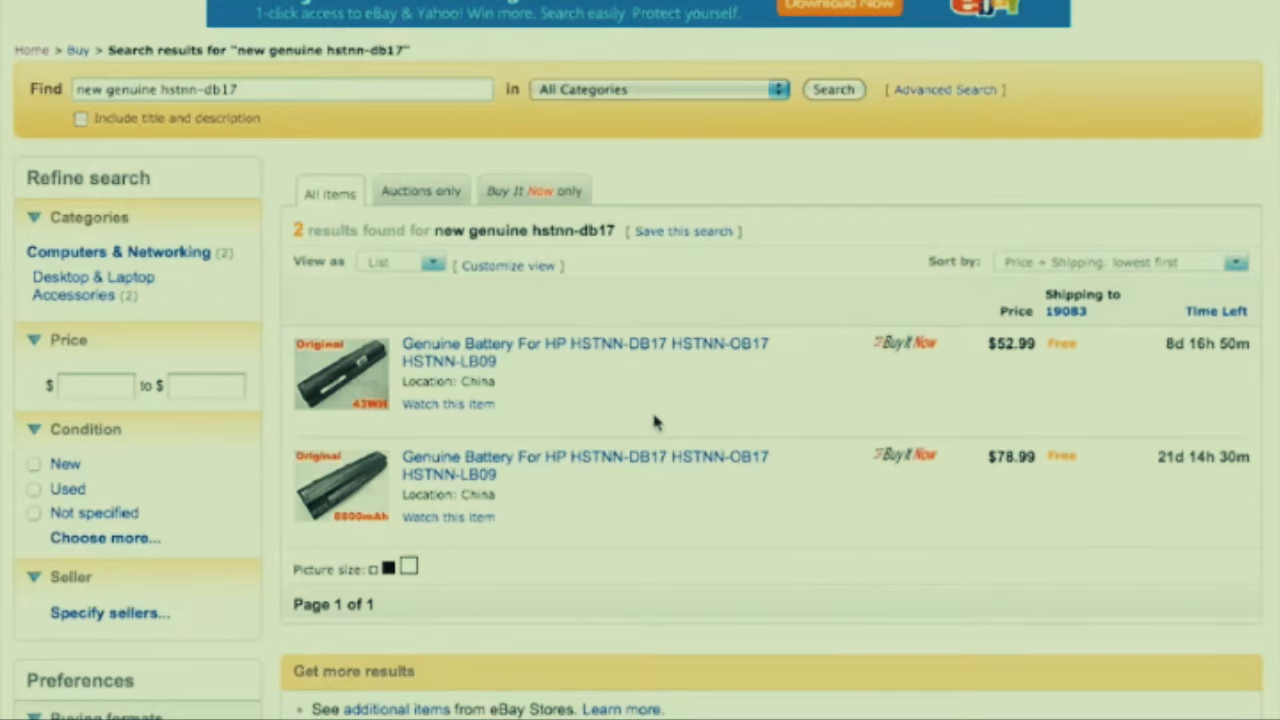 1-click access to eBay & Yahoo! Win more. Search easily. Protect yourself.
Download Now
Home > Buy > Search results for "new genuine hstnn-db17"
Find new genuine hstnn-db17 in All Categories Search [ Advanced Search ]
Include title and description
Refine search
Categories
Computers & Networking (2)
Desktop & Laptop
Accessories (2)
Price
$ to $
Condition
New
Used
Not specified
Choose more...
Seller
Specify sellers...
Preferences
Buying formats
All items Auctions only Buy It Now only
2 results found for new genuine hstnn-db17 [ Save this search ]
View as List [ Customize view ] Sort by: Price + Shipping: lowest first
Price Shipping to 19083 Time Left
Original
43WH
Genuine Battery For HP HSTNN-DB17 HSTNN-OB17
HSTNN-LB09
Location: China
Watch this item
Buy It Now $52.99 Free 8d 16h 50m
Original
8800mAh
Genuine Battery For HP HSTNN-DB17 HSTNN-OB17
HSTNN-LB09
Location: China
Watch this item
Buy It Now $78.99 Free 21d 14h 30m
Picture size:
Page 1 of 1
Get more results
See additional items from eBay Stores. Learn more.